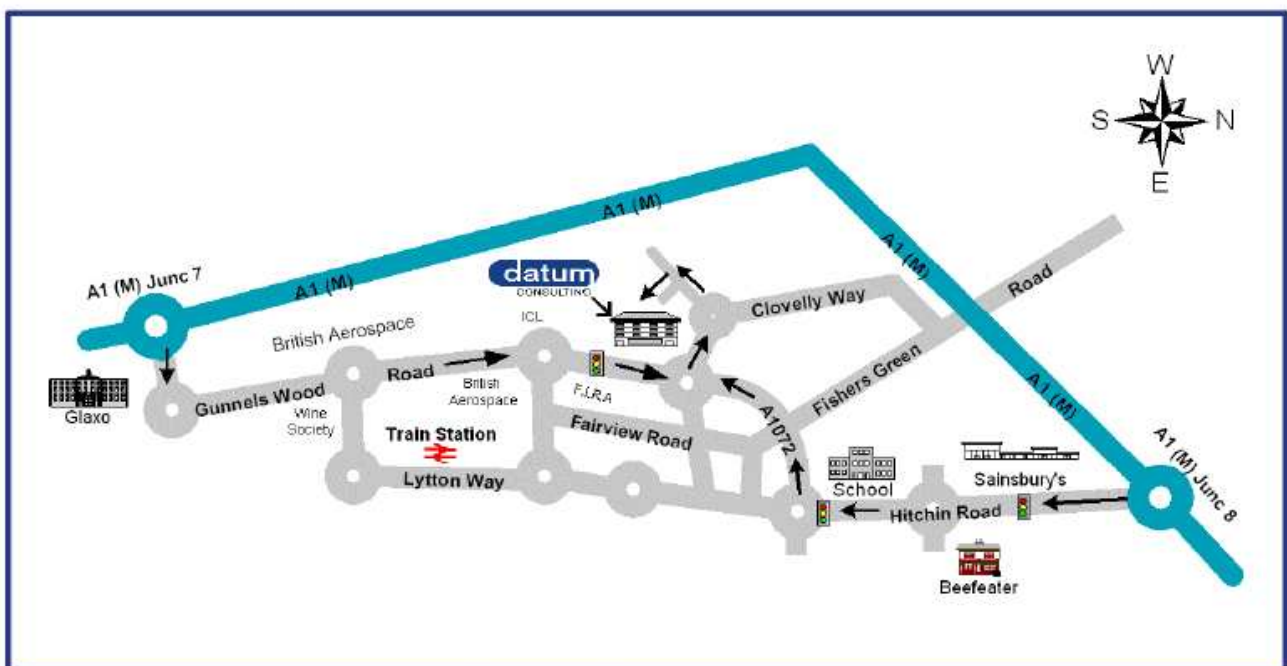 W
S
N
E
A1 (M)
A1 (M)
A1 (M) Junc 7
A1 (M)
Road
datum
CONSULTING
Clovelly Way
ICL
British Aerospace
Road
Gunnels Wood
Glaxo
British
Aerospace
F.I.R.A
Fishers Green
A1 (M)
A1072
Wine
Society
Train Station
Fairview Road
Lytton Way
School
Sainsbury's
A1 (M) Junc 8
Hitchin Road
Beefeater